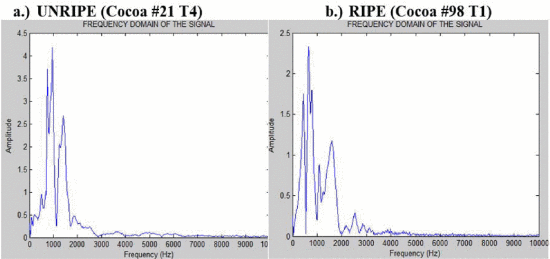 a.) UNRIPE (Cocoa #21 T4)
FREQUENCY DOMAIN OF THE SIGNAL
4.5
4
3.5
3
2.5
2
1.5
1
0.5
0
Amplitude
0 1000 2000 3000 4000 5000 6000 7000 8000 9000 10
Frequency (Hz)
b.) RIPE (Cocoa #98 T1)
FREQUENCY DOMAIN OF THE SIGNAL
2.5
2
1.5
1
0.5
0
Amplitude
0 1000 2000 3000 4000 5000 6000 7000 8000 9000 10000
Frequency (Hz)